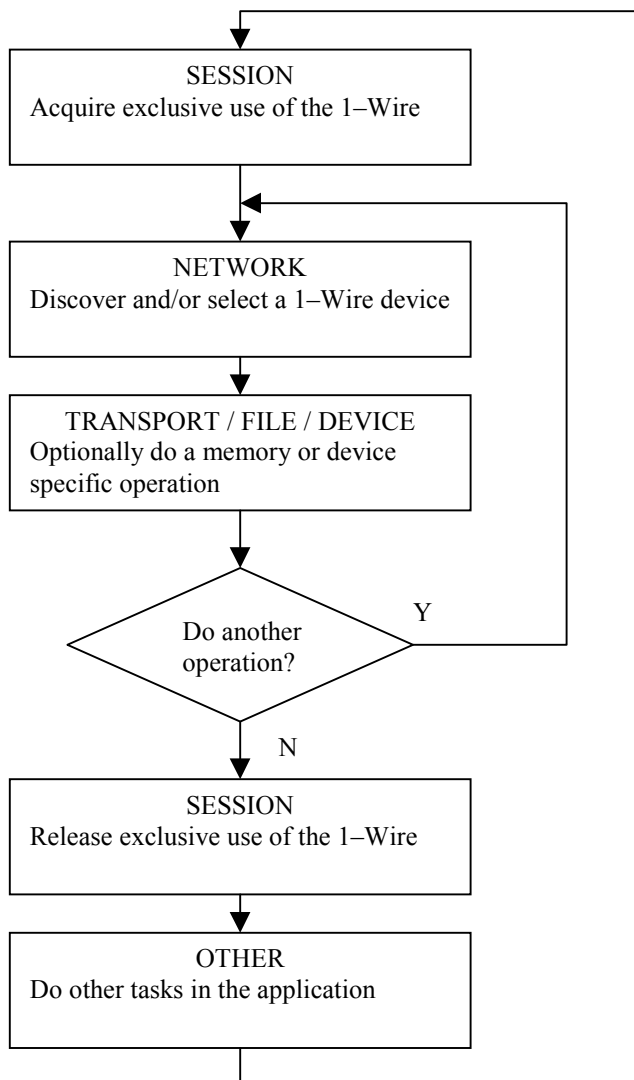 SESSION
Acquire exclusive use of the 1–Wire
NETWORK
Discover and/or select a 1–Wire device
TRANSPORT / FILE / DEVICE
Optionally do a memory or device
specific operation
Do another
operation?
Y
N
SESSION
Release exclusive use of the 1–Wire
OTHER
Do other tasks in the application